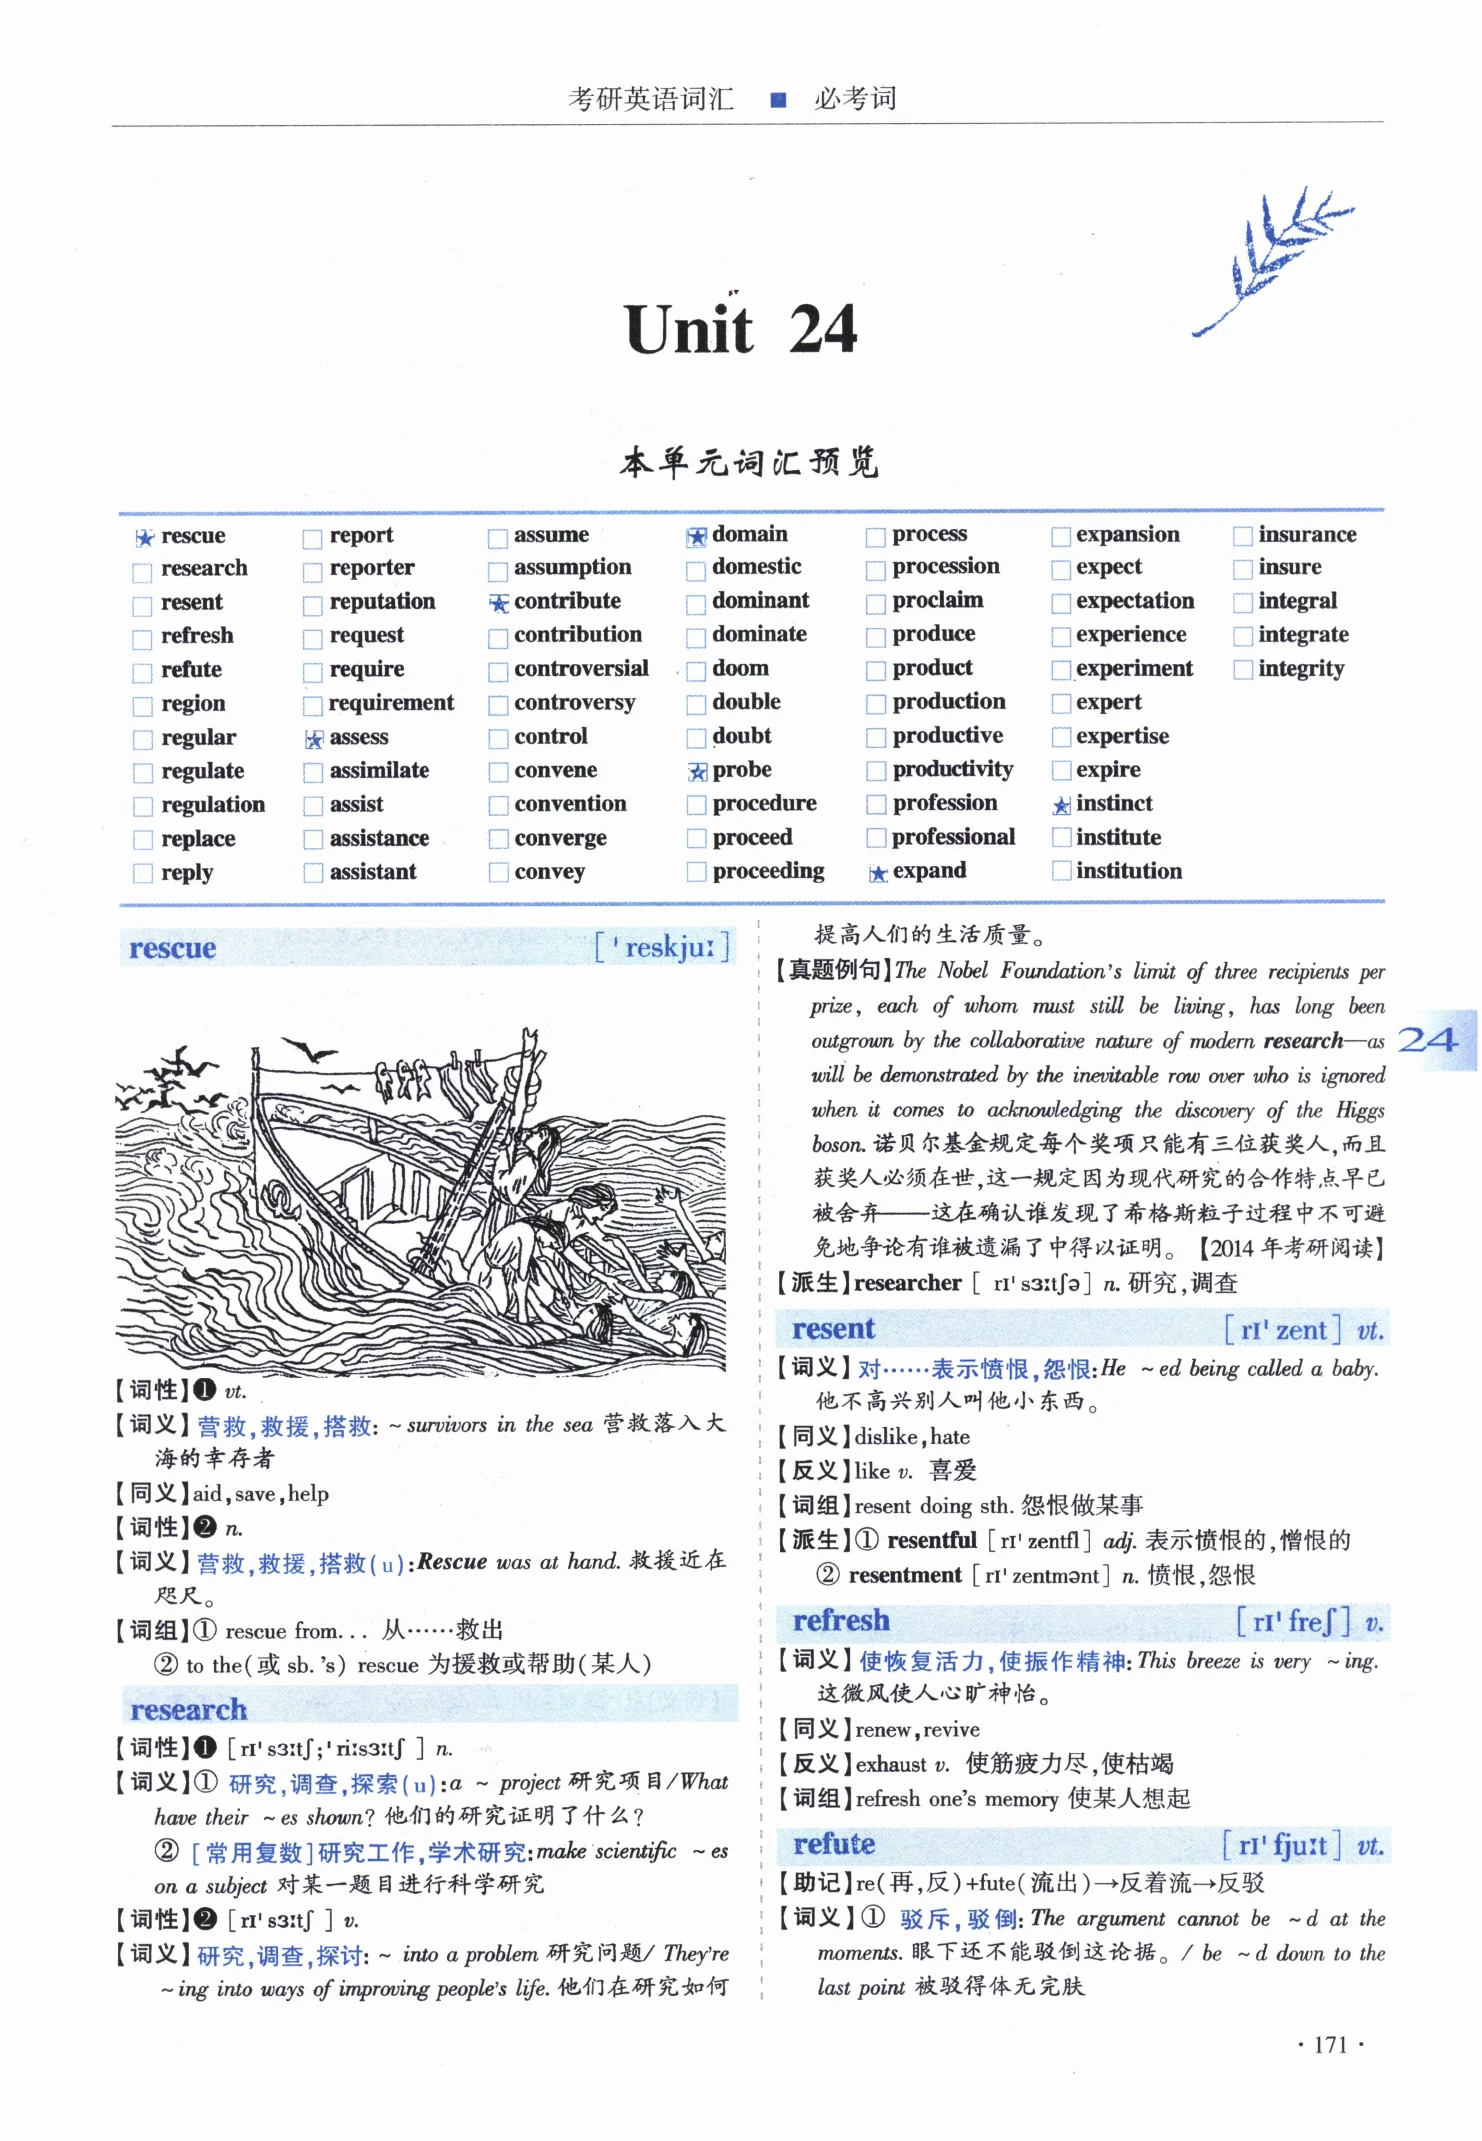 考研英语词汇 ■ 必考词
Unit 24
本单元词汇预览
rescue report assume domain process expansion insurance
research reporter assumption domestic procession expect insure
resent reputation contribute dominant proclaim expectation integral
refresh request contribution dominate produce experience integrate
refute require controversial doom product experiment integrity
region requirement controversy double production expert
regular assess control doubt productive expertise
regulate assimilate convene probe productivity expire
regulation assist convention procedure profession instinct
replace assistance converge proceed professional institute
reply assistant convey proceeding expand institution
rescue [ˈreskjuː]
【词性】❶ vt.
【词义】营救,救援,搭救: ~ survivors in the sea 营救落入大
海的幸存者
【同义】aid,save,help
【词性】❷ n.
【词义】营救,救援,搭救(u):Rescue was at hand. 救援近在
咫尺。
【词组】① rescue from... 从……救出
② to the(或 sb.'s) rescue 为援救或帮助(某人)
research
【词性】❶ [rɪˈsɜːtʃ;ˈriːsɜːtʃ ] n.
【词义】① 研究,调查,探索(u):a ~ project 研究项目/What
have their ~ es shown? 他们的研究证明了什么?
② [常用复数]研究工作,学术研究:make scientific ~ es
on a subject 对某一题目进行科学研究
【词性】❷ [rɪˈsɜːtʃ ] v.
【词义】研究,调查,探讨: ~ into a problem 研究问题/ They're
~ ing into ways of improving people's life. 他们在研究如何
提高人们的生活质量。
【真题例句】The Nobel Foundation's limit of three recipients per
prize, each of whom must still be living, has long been
outgrown by the collaborative nature of modern research—as
will be demonstrated by the inevitable row over who is ignored
when it comes to acknowledging the discovery of the Higgs
boson. 诺贝尔基金规定每个奖项只能有三位获奖人,而且
获奖人必须在世,这一规定因为现代研究的合作特点早已
被舍弃——这在确认谁发现了希格斯粒子过程中不可避
免地争论有谁被遗漏了中得以证明。【2014 年考研阅读】
【派生】researcher [ rɪˈsɜːtʃə] n. 研究,调查
24
resent [rɪˈzent] vt.
【词义】对……表示愤恨,怨恨:He ~ ed being called a baby.
他不高兴别人叫他小东西。
【同义】dislike,hate
【反义】like v. 喜爱
【词组】resent doing sth. 怨恨做某事
【派生】① resentful [rɪˈzentfl] adj. 表示愤恨的,憎恨的
② resentment [rɪˈzentmənt] n. 愤恨,怨恨
refresh [rɪˈfreʃ] v.
【词义】使恢复活力,使振作精神: This breeze is very ~ ing.
这微风使人心旷神怡。
【同义】renew,revive
【反义】exhaust v. 使筋疲力尽,使枯竭
【词组】refresh one's memory 使某人想起
refute [rɪˈfjuːt] vt.
【助记】re(再,反)+fute(流出)→反着流→反驳
【词义】① 驳斥,驳倒: The argument cannot be ~d at the
moments. 眼下还不能驳倒这论据。/ be ~d down to the
last point 被驳得体无完肤
· 171 ·